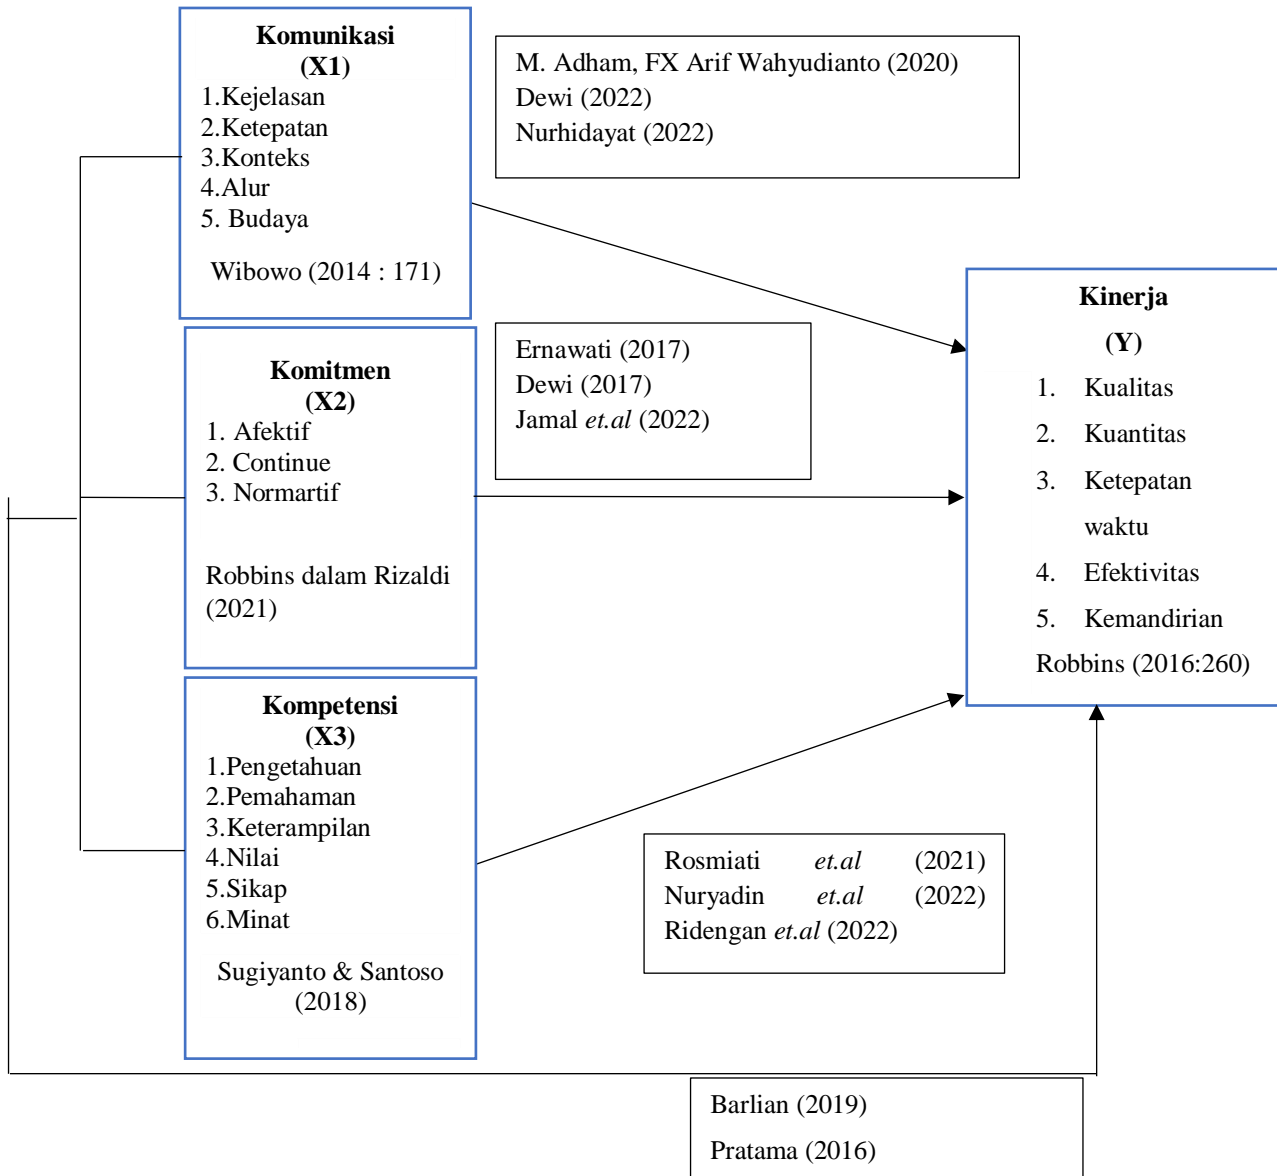 Komunikasi
(X1)
1.Kejelasan
2.Ketepatan
3.Konteks
4.Alur
5. Budaya
Wibowo (2014 : 171)
M. Adham, FX Arif Wahyudianto (2020)
Dewi (2022)
Nurhidayat (2022)
Komitmen
(X2)
1. Afektif
2. Continue
3. Normartif
Robbins dalam Rizaldi
(2021)
Ernawati (2017)
Dewi (2017)
Jamal et.al (2022)
Kinerja
(Y)
1. Kualitas
2. Kuantitas
3. Ketepatan
waktu
4. Efektivitas
5. Kemandirian
Robbins (2016:260)
Kompetensi
(X3)
1.Pengetahuan
2.Pemahaman
3.Keterampilan
4.Nilai
5.Sikap
6.Minat
Sugiyanto & Santoso
(2018)
Rosmiati et.al (2021)
Nuryadin et.al (2022)
Ridengan et.al (2022)
Barlian (2019)
Pratama (2016)